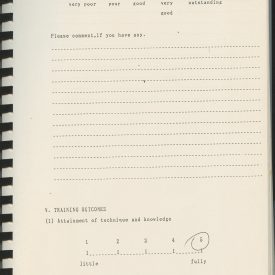 very poor poor good very outstanding
good
Please comment, if you have any.
V. TRAINING OUTCOMES
(1) Attainment of technique and knowledge
1 2 3 4 5
little fully